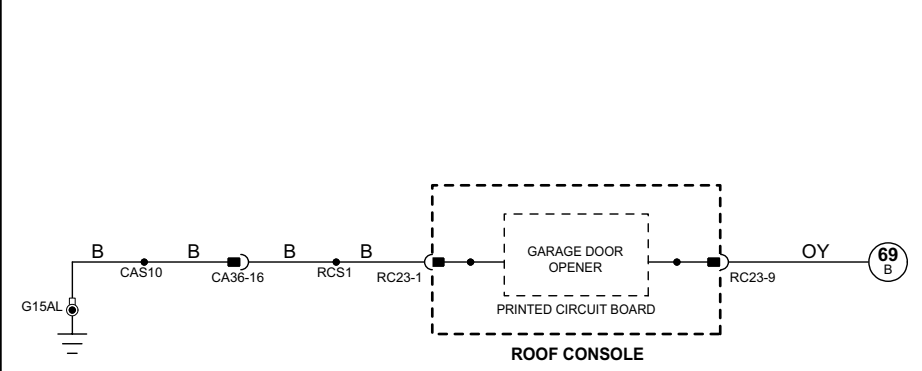 B
B
B
B
OY
69
B
GARAGE DOOR
OPENER
CAS10
CA36-16
RCS1
RC23-1
RC23-9
G15AL
PRINTED CIRCUIT BOARD
ROOF CONSOLE